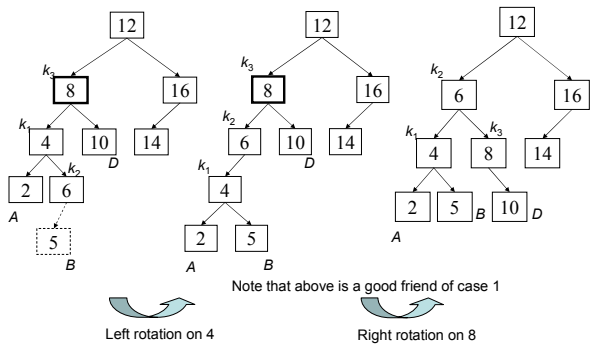 12
k3
8
16
k1
4
10
D
14
2
k2
6
A
5
B
12
k3
8
16
k2
6
10
D
14
k1
4
2
5
A
B
12
k2
6
16
k1
4
k3
8
14
2
5
B
10
D
A
Note that above is a good friend of case 1
Left rotation on 4
Right rotation on 8